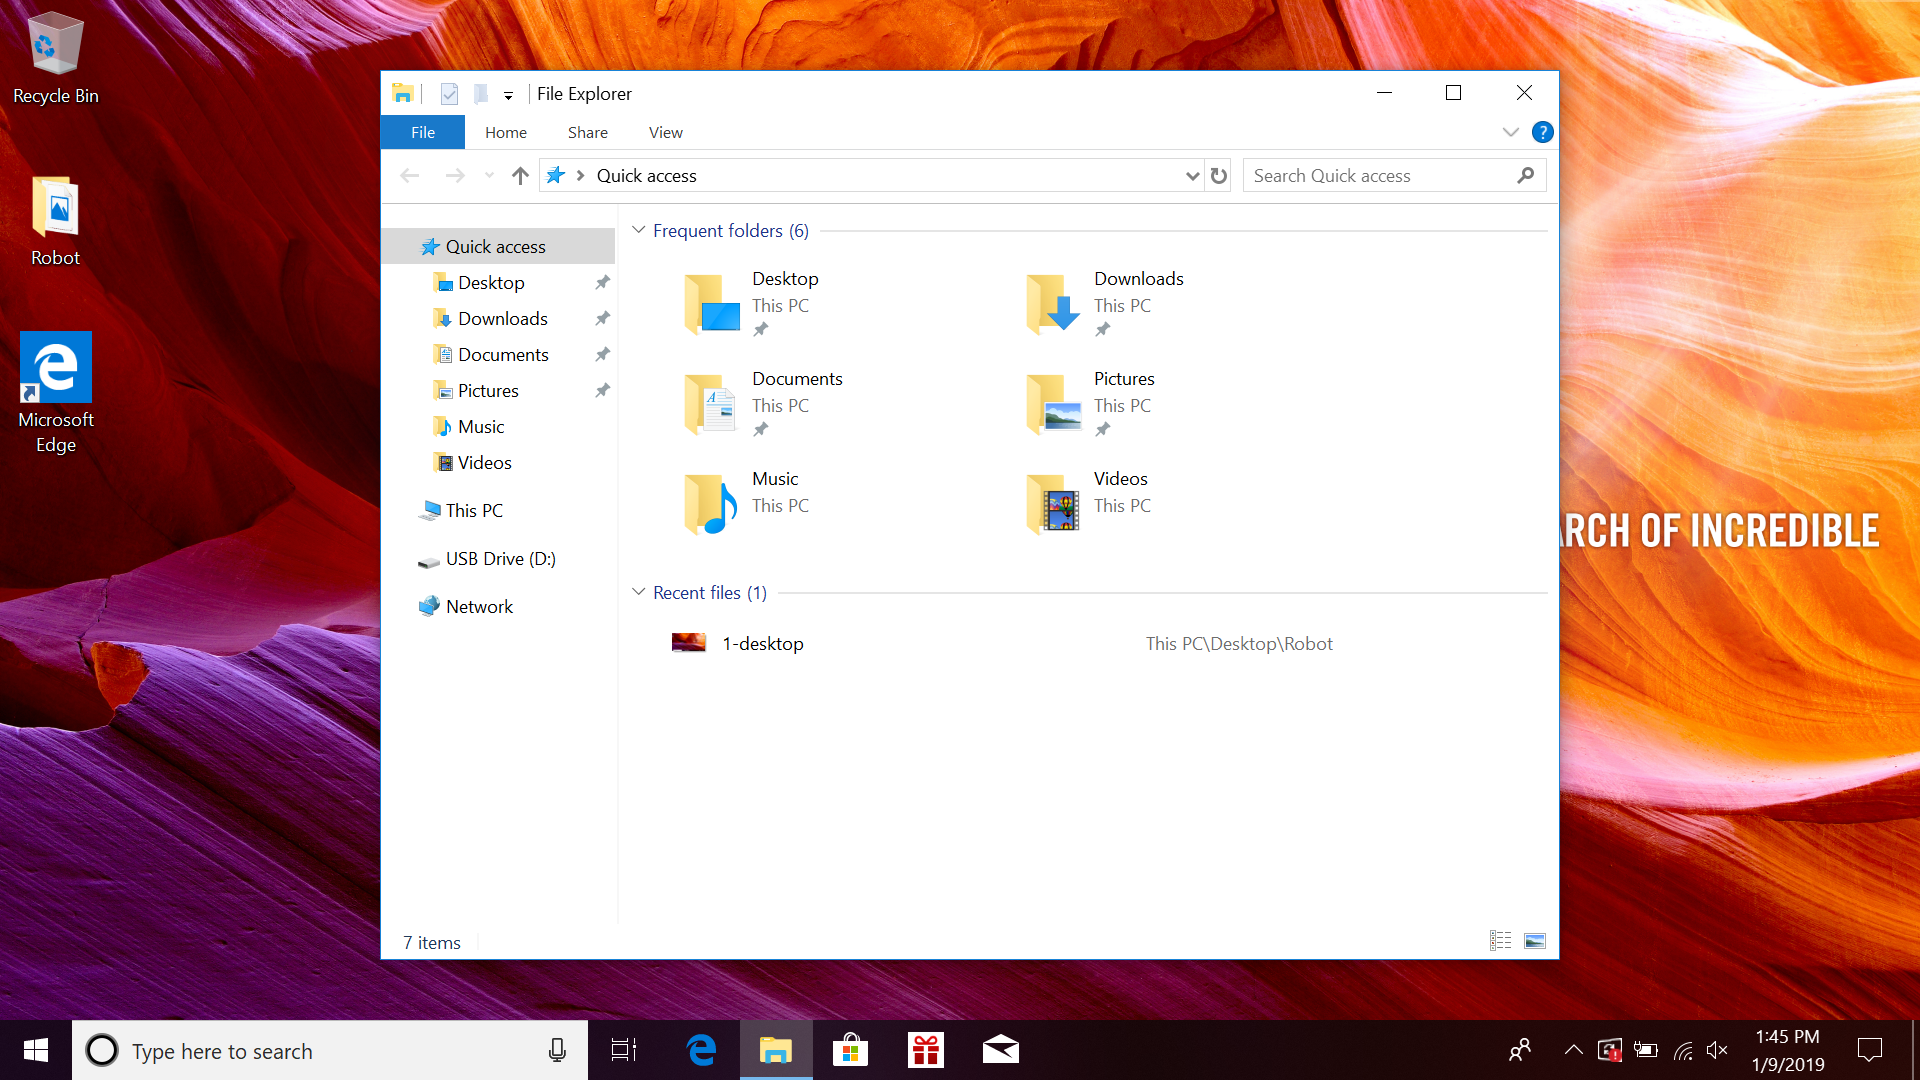 Recycle Bin
Robot
Microsoft
Edge
File Explorer
File
Home
Share
View
?
Quick access
Search Quick access
Quick access
Desktop
Downloads
Documents
Pictures
Music
Videos
This PC
USB Drive (D:)
Network
Frequent folders (6)
Desktop
This PC
Downloads
This PC
Documents
This PC
Pictures
This PC
Music
This PC
Videos
This PC
Recent files (1)
1-desktop
This PC\Desktop\Robot
7 items
ARCH OF INCREDIBLE
Type here to search
1:45 PM
1/9/2019